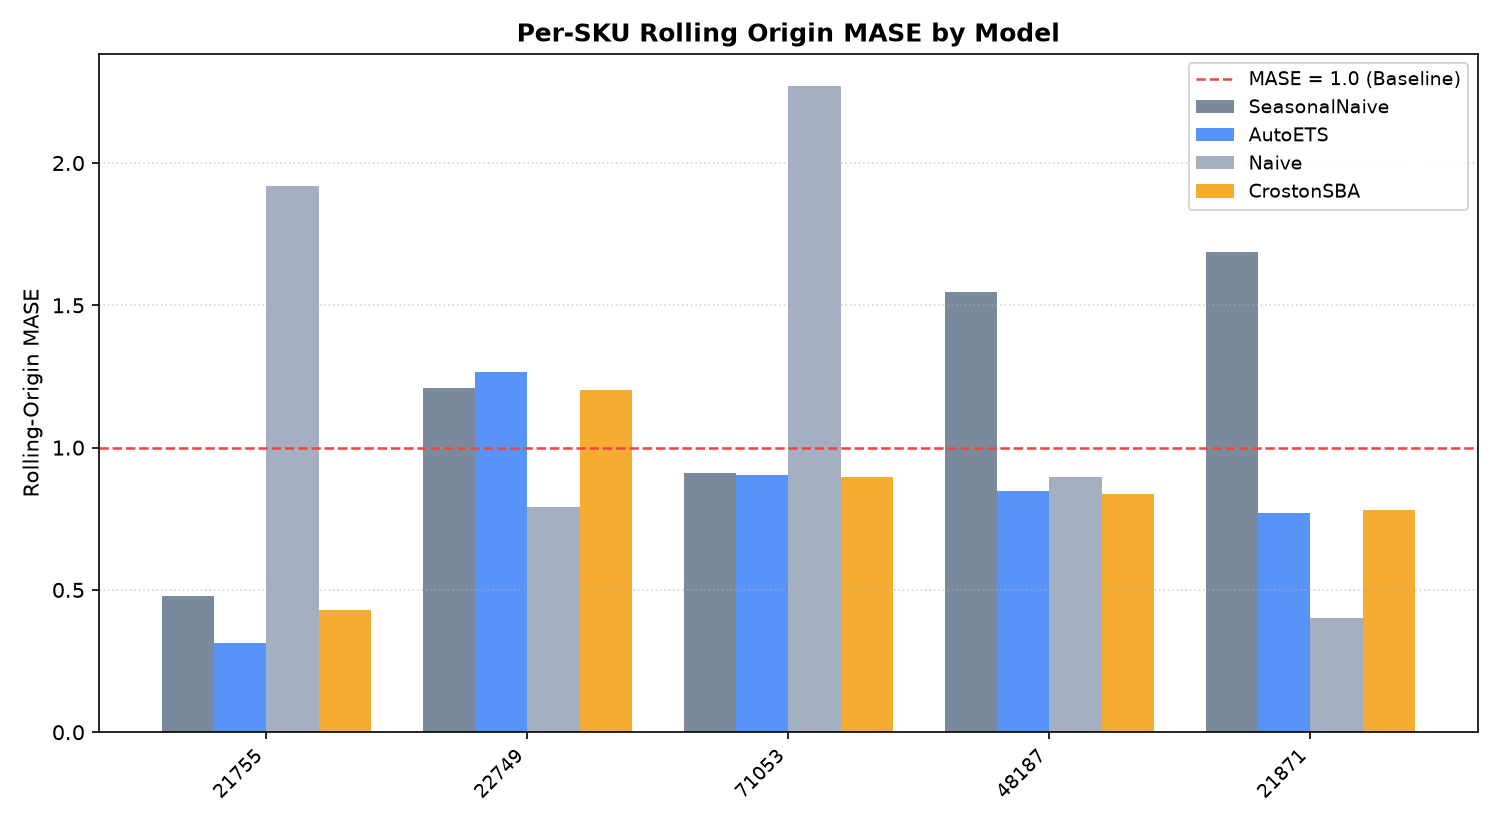 Per-SKU Rolling Origin MASE by Model
MASE = 1.0 (Baseline)
SeasonalNaive
AutoETS
Naive
CrostonSBA
Rolling-Origin MASE
2.0
1.5
1.0
0.5
0.0
21755
22749
71053
48187
21871